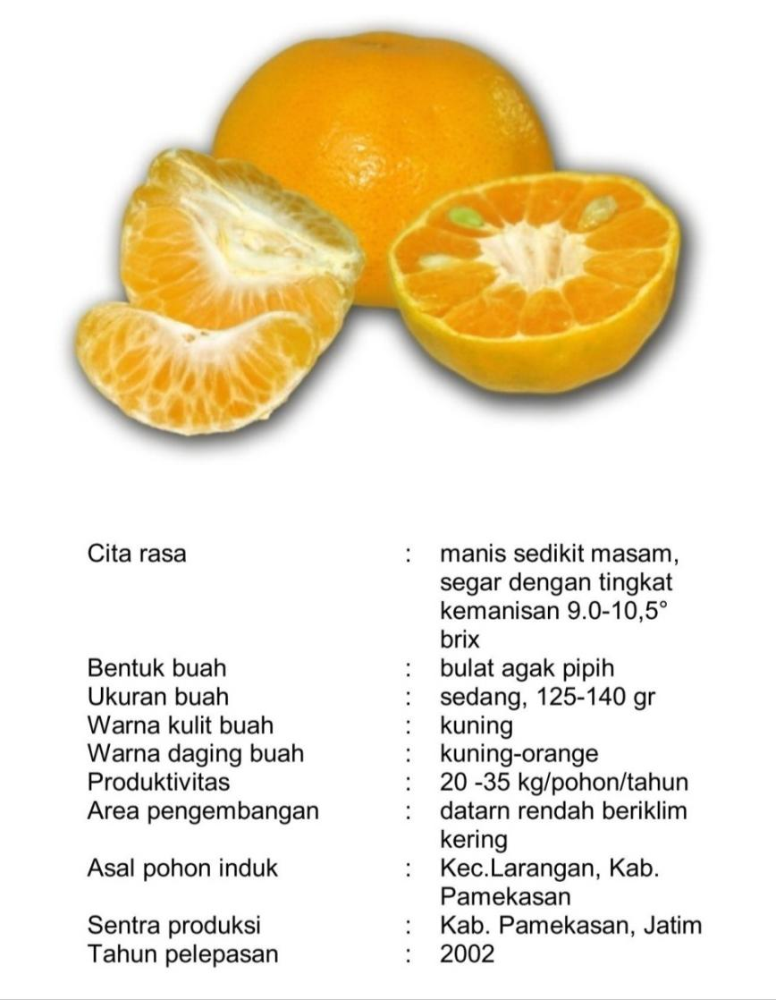 Cita rasa : manis sedikit masam,
segar dengan tingkat
kemanisan 9.0-10,5°
brix
Bentuk buah : bulat agak pipih
Ukuran buah : sedang, 125-140 gr
Warna kulit buah : kuning
Warna daging buah : kuning-orange
Produktivitas : 20 -35 kg/pohon/tahun
Area pengembangan : datarn rendah beriklim
kering
Asal pohon induk : Kec.Larangan, Kab.
Pamekasan
Sentra produksi : Kab. Pamekasan, Jatim
Tahun pelepasan : 2002